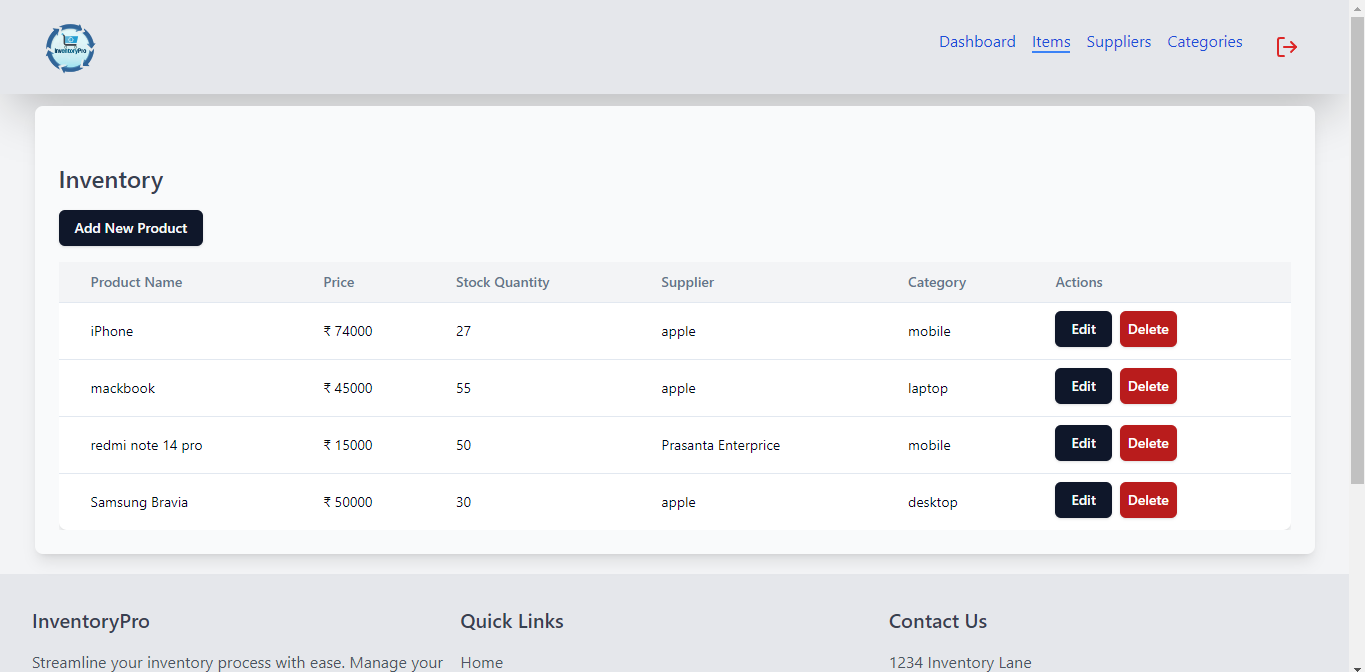 InventoryPro
Dashboard Items Suppliers Categories
Inventory
Add New Product
Product Name Price Stock Quantity Supplier Category Actions
iPhone ₹ 74000 27 apple mobile Edit Delete
mackbook ₹ 45000 55 apple laptop Edit Delete
redmi note 14 pro ₹ 15000 50 Prasanta Enterprice mobile Edit Delete
Samsung Bravia ₹ 50000 30 apple desktop Edit Delete
InventoryPro Quick Links Contact Us
Streamline your inventory process with ease. Manage your Home 1234 Inventory Lane